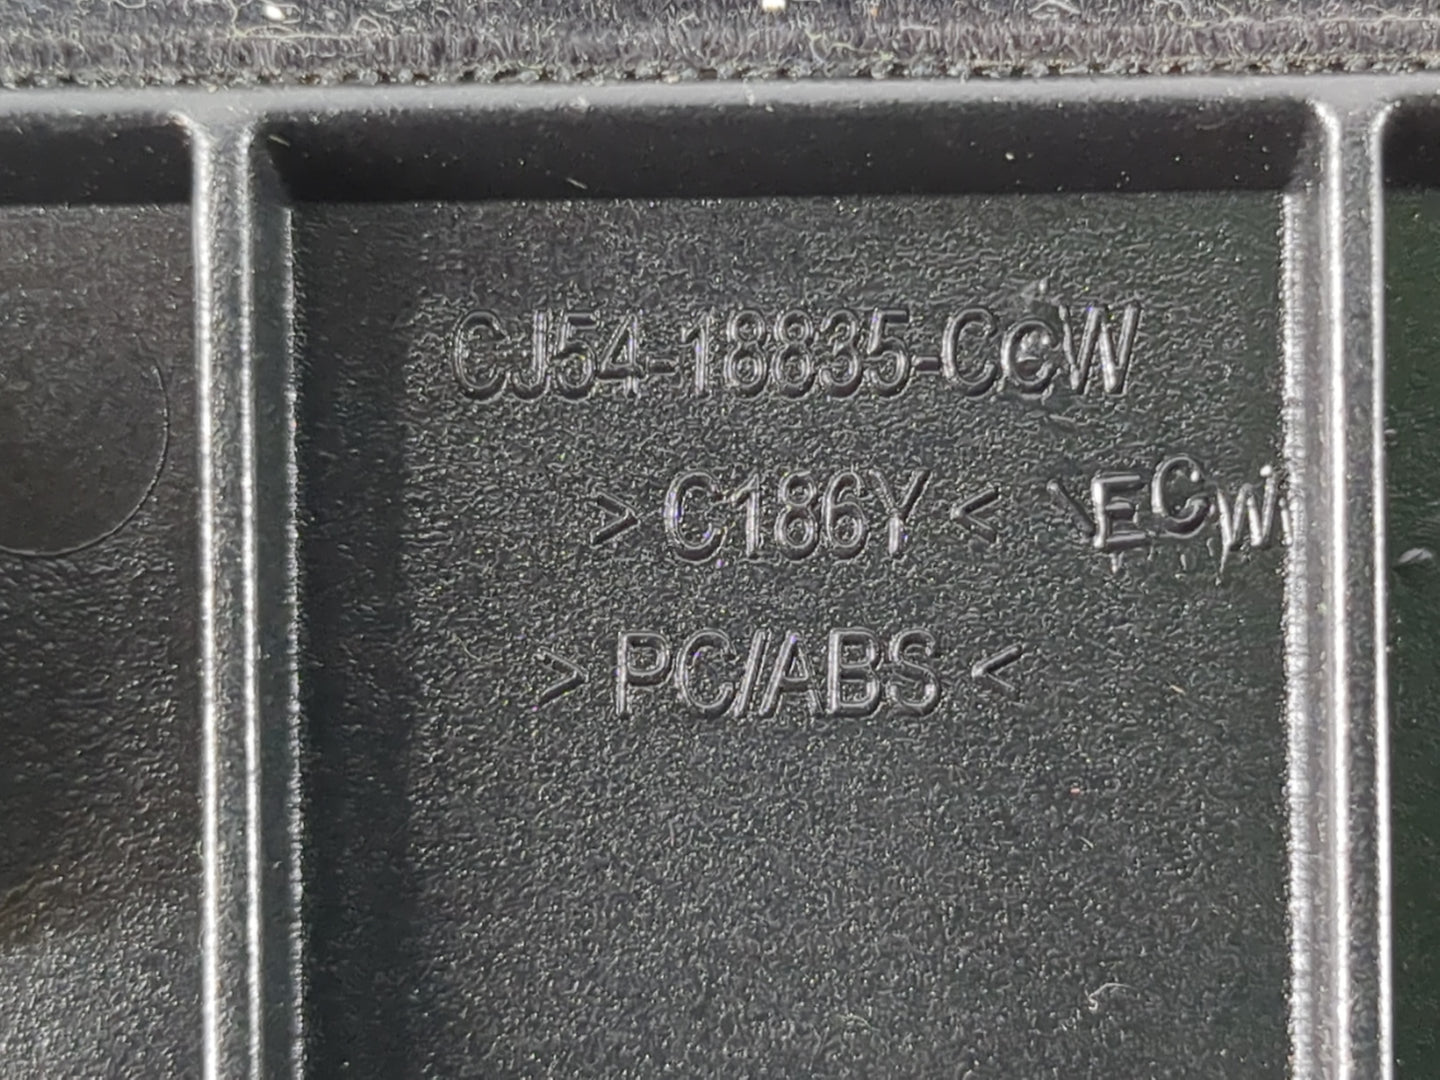 CJ54-18835-CCW
> C186Y <
> PC/ABS <